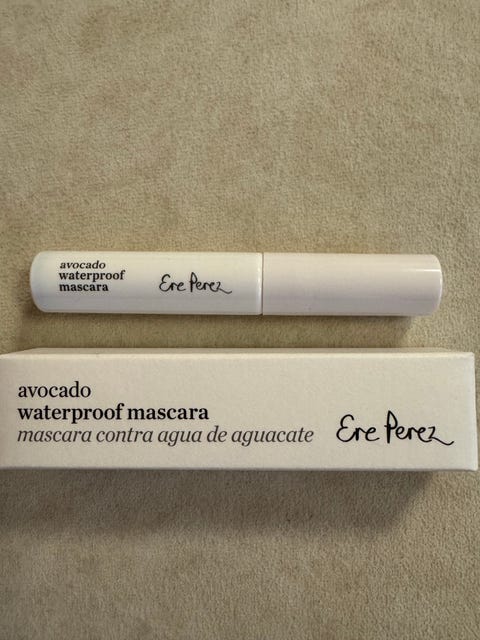 avocado
waterproof
mascara
Ere Perez
avocado
waterproof mascara
mascara contra agua de aguacate
Ere Perez